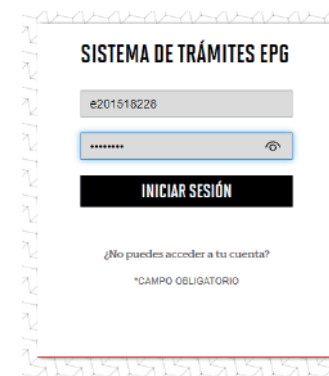 SISTEMA DE TRÁMITES EPG
e201518228
••••••••
INICIAR SESIÓN
¿No puedes acceder a tu cuenta?
*CAMPO OBLIGATORIO